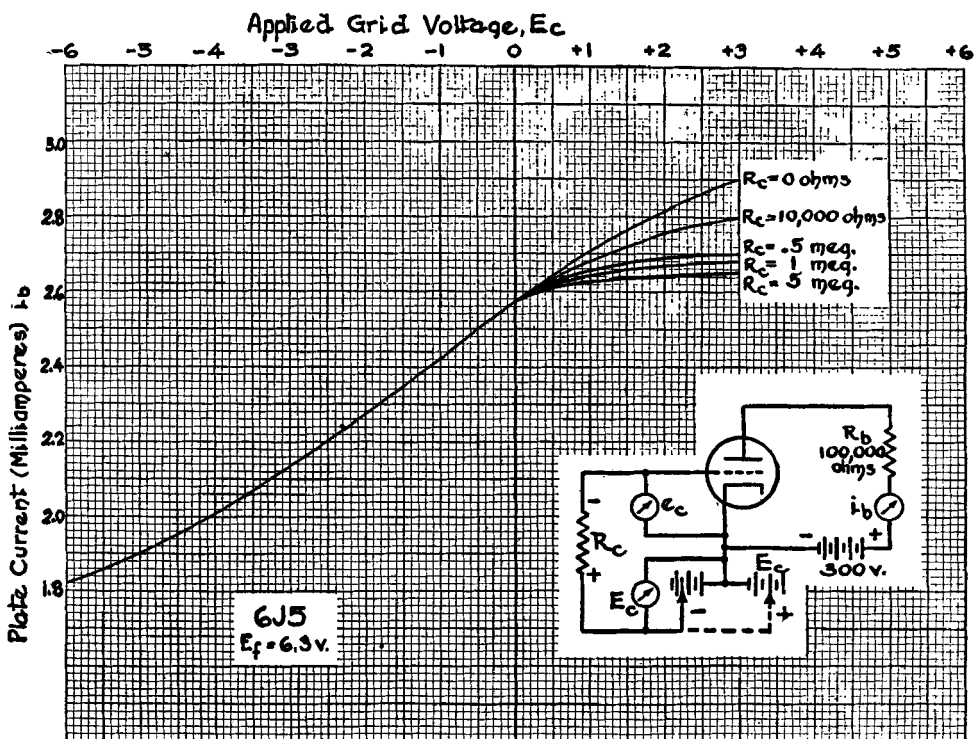 Applied Grid Voltage, Ec
-6 -5 -4 -3 -2 -1 0 +1 +2 +3 +4 +5 +6
Plate Current (Milliamperes) ib
3.0
2.8
2.6
2.4
2.2
2.0
1.8
Rc=0 ohms
Rc=10,000 ohms
Rc= .5 meg.
Rc= 1 meg.
Rc= 5 meg.
Rb
100,000
ohms
- ec ib
Rc - +
+ Ec Ec 300 v.
- +
6J5
Ef = 6.3 v.